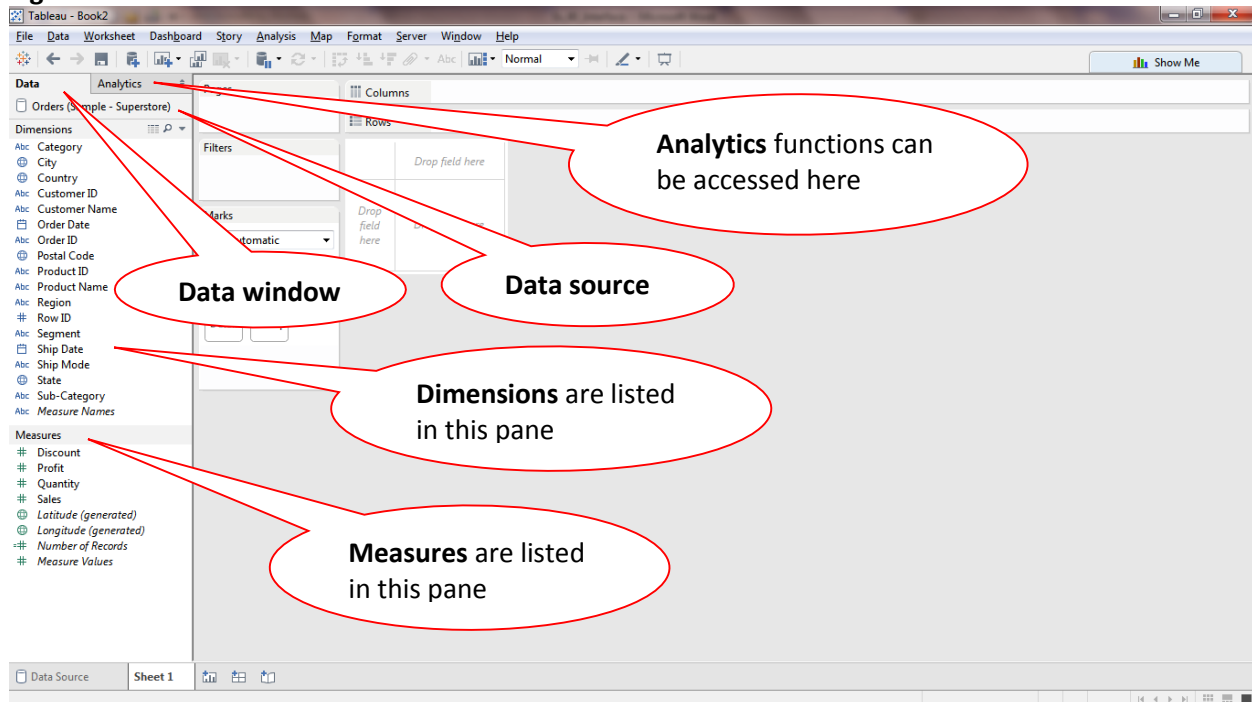 Tableau - Book2
File Data Worksheet Dashboard Story Analysis Map Format Server Window Help
Abc Normal Show Me
Data Analytics
Orders (Sample - Superstore)
Dimensions
Abc Category
City
Country
Abc Customer ID
Abc Customer Name
Order Date
Abc Order ID
Postal Code
Abc Product ID
Abc Product Name
Abc Region
# Row ID
Abc Segment
Ship Date
Abc Ship Mode
State
Abc Sub-Category
Abc Measure Names
Measures
# Discount
# Profit
# Quantity
# Sales
Latitude (generated)
Longitude (generated)
=# Number of Records
# Measure Values
Filters
Marks
Columns
Rows
Drop field here
Drop
field
here
Analytics functions can
be accessed here
Data window
Data source
Dimensions are listed
in this pane
Measures are listed
in this pane
Data Source Sheet 1